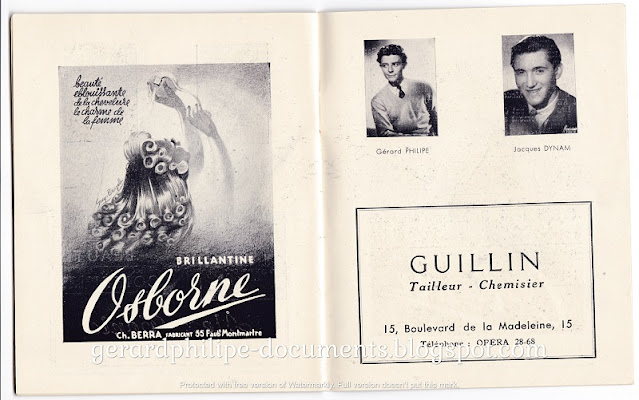 beauté
éblouissante
de la chevelure
le charme de
la femme
BRILLANTINE
Osborne
Ch. BERRA FABRICANT 55 Faubg Montmartre
Gérard PHILIPE
Jacques DYNAM
GUILLIN
Tailleur - Chemisier
15, Boulevard de la Madeleine, 15
Téléphone : OPERA 28-68
gerardphilipe-documents.blogspot.com
Protected with free version of Watermarkly. Full version doesn't put this mark.